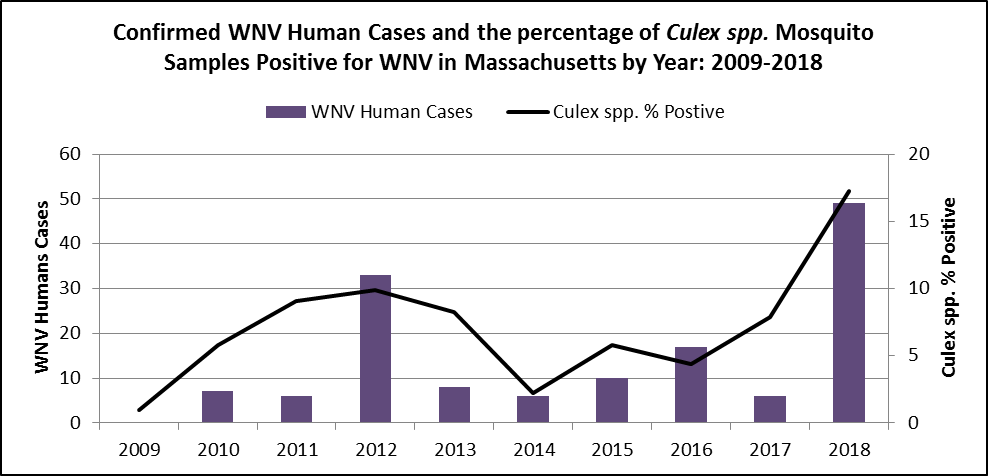 Confirmed WNV Human Cases and the percentage of Culex spp. Mosquito
Samples Positive for WNV in Massachusetts by Year: 2009-2018
WNV Human Cases
Culex spp. % Postive
WNV Humans Cases
60
50
40
30
20
10
0
20
15
10
5
0
Culex spp. % Positive
2009 2010 2011 2012 2013 2014 2015 2016 2017 2018